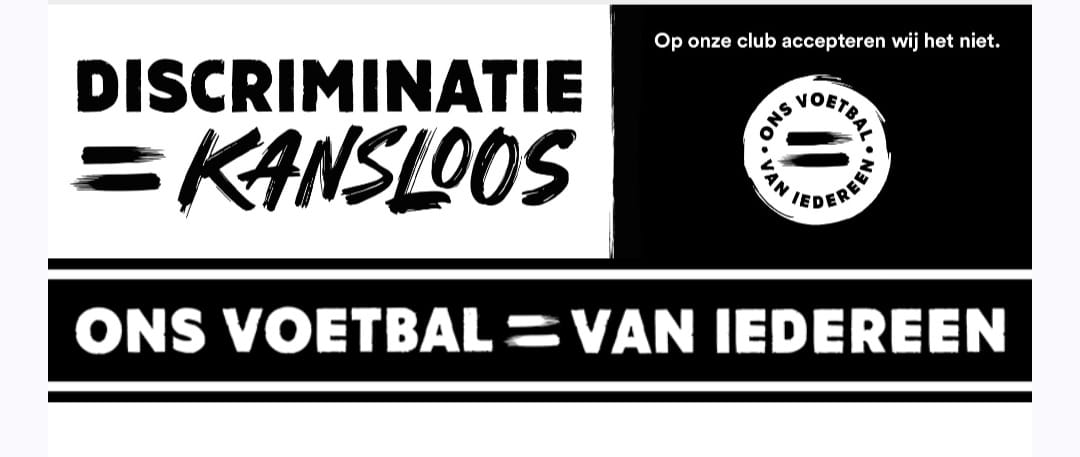 DISCRIMINATIE
= KANSLOOS
Op onze club accepteren wij het niet.
ONS VOETBAL • VAN IEDEREEN •
=
ONS VOETBAL = VAN IEDEREEN